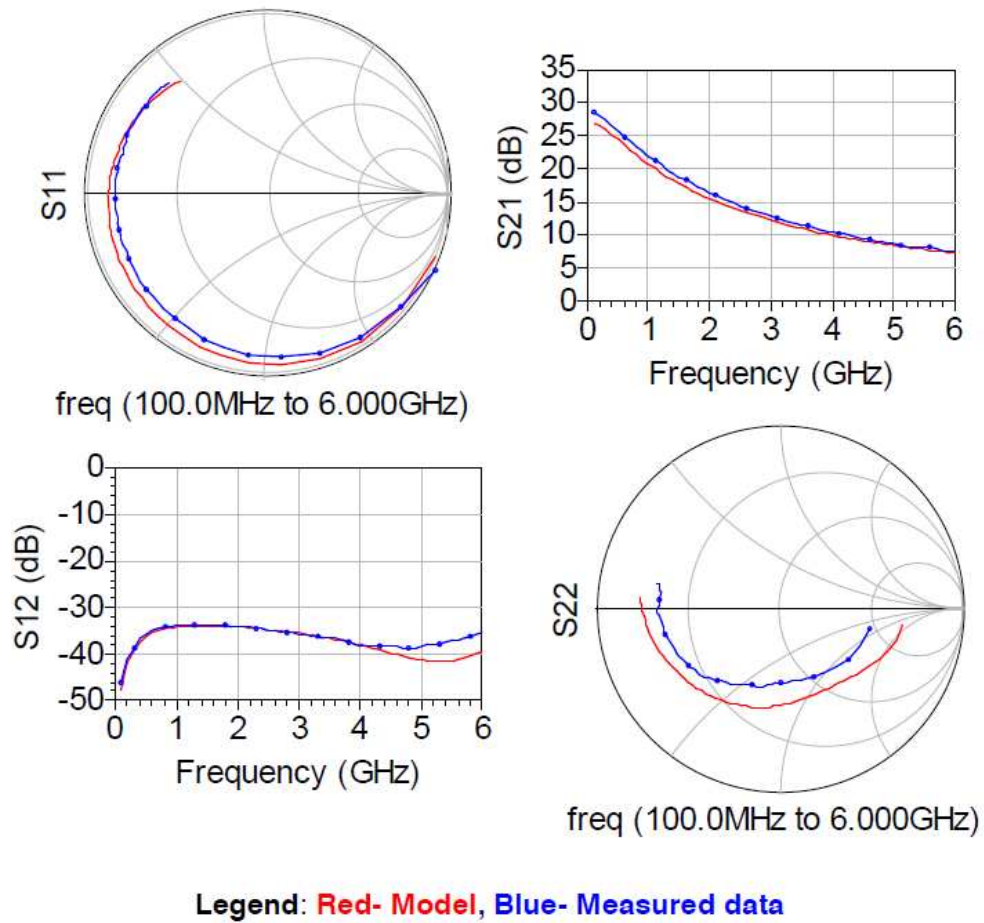 S11
freq (100.0MHz to 6.000GHz)
S21 (dB)
35
30
25
20
15
10
5
0
0 1 2 3 4 5 6
Frequency (GHz)
S12 (dB)
0
-10
-20
-30
-40
-50
0 1 2 3 4 5 6
Frequency (GHz)
S22
freq (100.0MHz to 6.000GHz)
Legend: Red- Model, Blue- Measured data